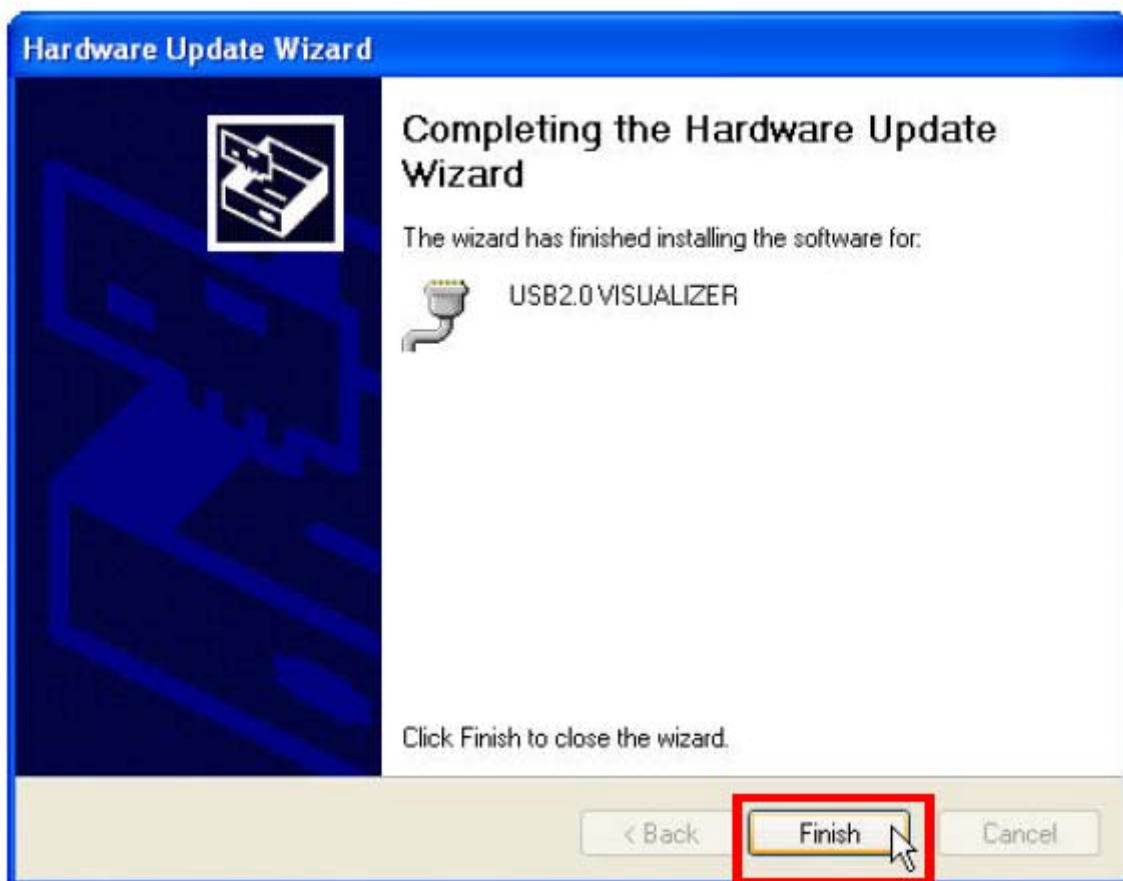 Hardware Update Wizard
Completing the Hardware Update
Wizard
The wizard has finished installing the software for:
USB2.0 VISUALIZER
Click Finish to close the wizard.
< Back
Finish
Cancel